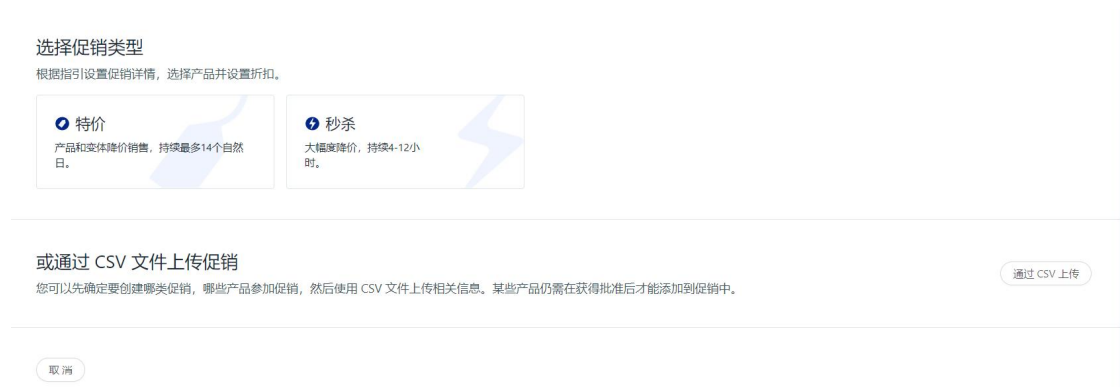 选择促销类型
根据指引设置促销详情，选择产品并设置折扣。
特价
产品和变体降价销售，持续最多14个自然
日。
秒杀
大幅度降价，持续4-12小
时。
或通过 CSV 文件上传促销
您可以先确定要创建哪类促销，哪些产品参加促销，然后使用 CSV 文件上传相关信息。某些产品仍需在获得批准后才能添加到促销中。
通过 CSV 上传
取消